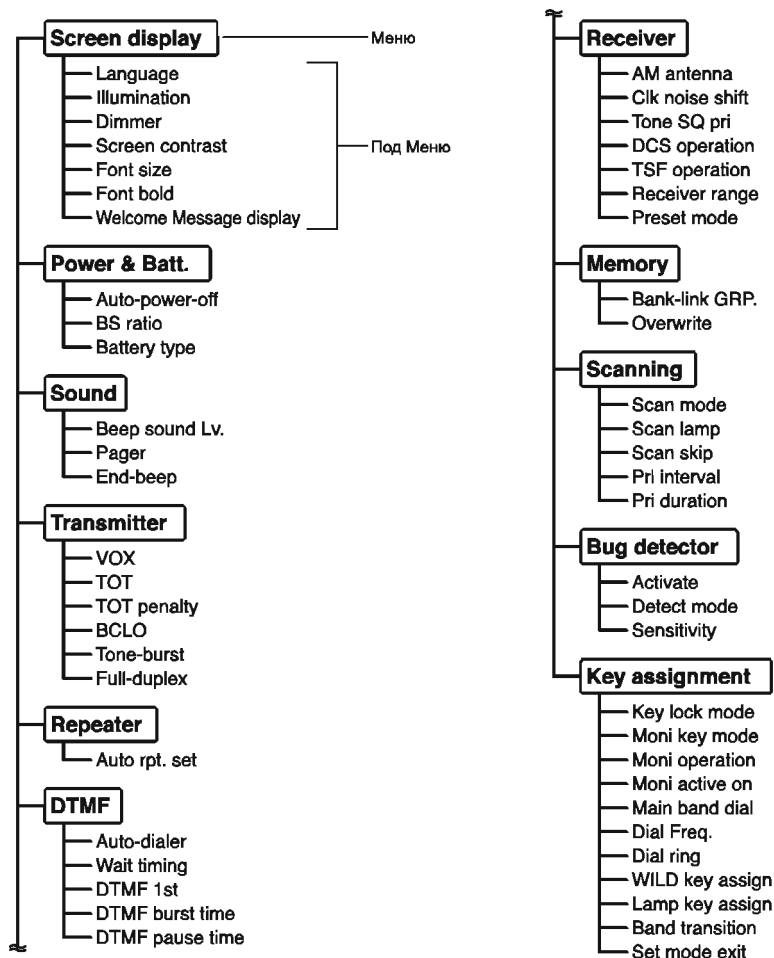 Screen display
Меню
Language
Illumination
Dimmer
Screen contrast
Font size
Font bold
Welcome Message display
Под Меню
Power & Batt.
Auto-power-off
BS ratio
Battery type
Sound
Beep sound Lv.
Pager
End-beep
Transmitter
VOX
TOT
TOT penalty
BCLO
Tone-burst
Full-duplex
Repeater
Auto rpt. set
DTMF
Auto-dialer
Wait timing
DTMF 1st
DTMF burst time
DTMF pause time
Receiver
AM antenna
Clk noise shift
Tone SQ pri
DCS operation
TSF operation
Receiver range
Preset mode
Memory
Bank-link GRP.
Overwrite
Scanning
Scan mode
Scan lamp
Scan skip
Pri interval
Pri duration
Bug detector
Activate
Detect mode
Sensitivity
Key assignment
Key lock mode
Moni key mode
Moni operation
Moni active on
Main band dial
Dial Freq.
Dial ring
WILD key assign
Lamp key assign
Band transition
Set mode exit